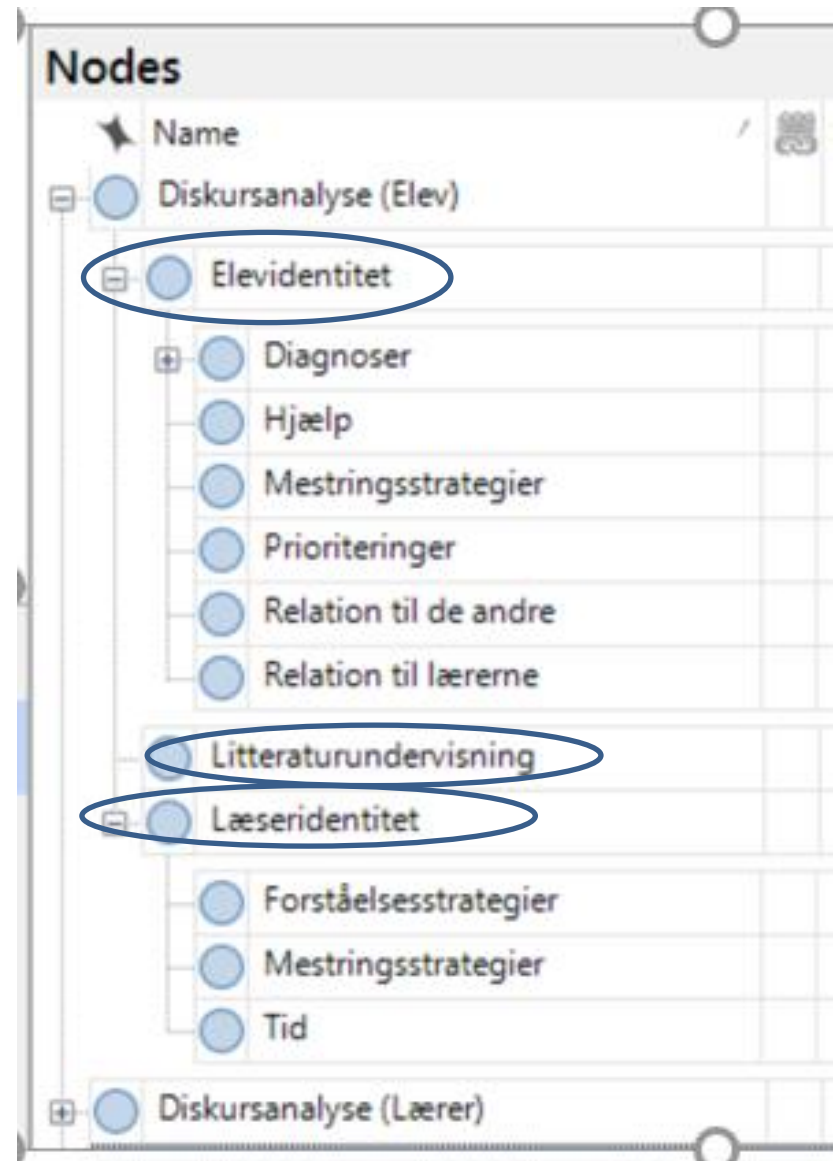 Nodes
Name
Diskursanalyse (Elev)
Elevidentitet
Diagnoser
Hjælp
Mestringsstrategier
Prioriteringer
Relation til de andre
Relation til lærerne
Litteraturundervisning
Læseridentitet
Forståelsesstrategier
Mestringsstrategier
Tid
Diskursanalyse (Lærer)